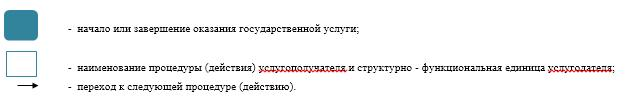 - начало или завершение оказания государственной услуги;
- наименование процедуры (действия) услугополучателя и структурно - функциональная единица услугодателя;
- переход к следующей процедуре (действию).